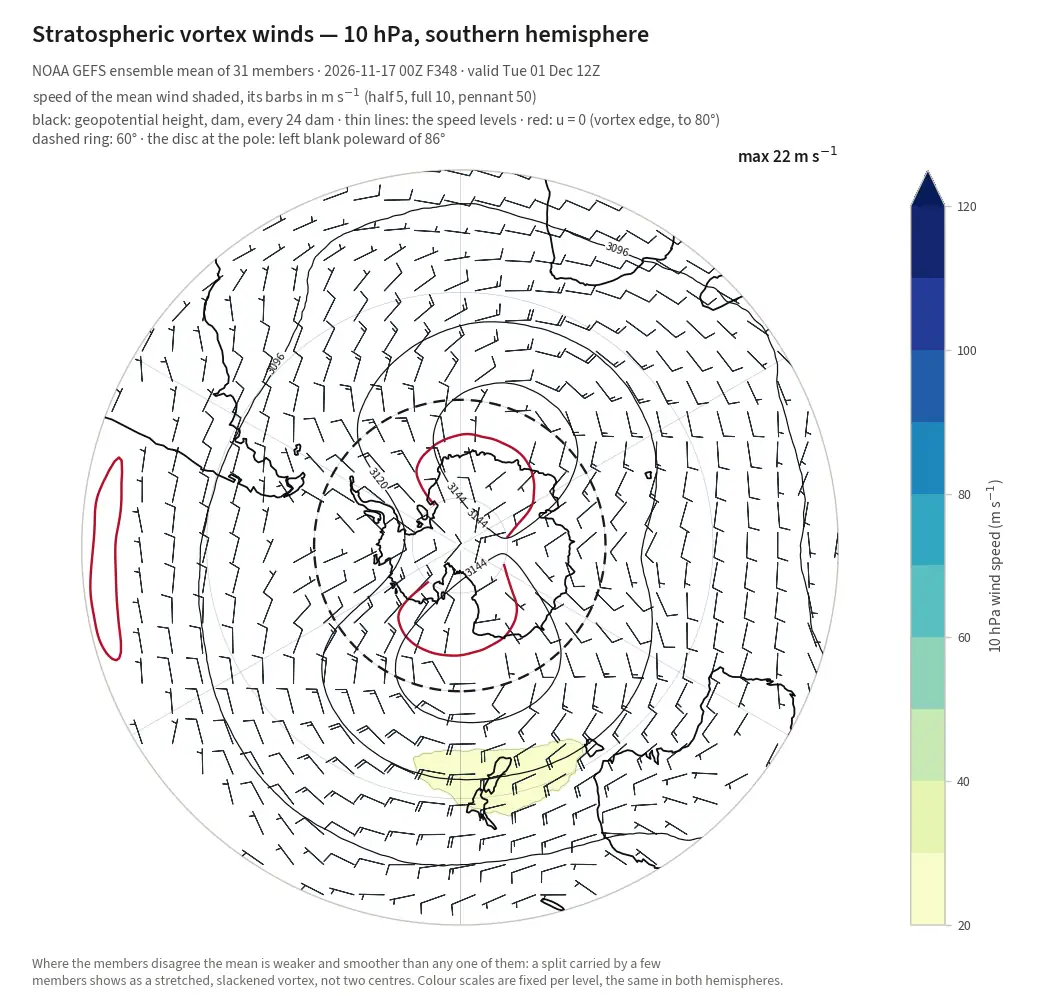 Stratospheric vortex winds — 10 hPa, southern hemisphere
NOAA GEFS ensemble mean of 31 members · 2026-11-17 00Z F348 · valid Tue 01 Dec 12Z
speed of the mean wind shaded, its barbs in m s⁻¹ (half 5, full 10, pennant 50)
black: geopotential height, dam, every 24 dam · thin lines: the speed levels · red: u = 0 (vortex edge, to 80°)
dashed ring: 60° · the disc at the pole: left blank poleward of 86°
max 22 m s⁻¹
120
100
80
60
40
20
10 hPa wind speed (m s⁻¹)
3096
3096
3120
3144
3144
3144
Where the members disagree the mean is weaker and smoother than any one of them: a split carried by a few
members shows as a stretched, slackened vortex, not two centres. Colour scales are fixed per level, the same in both hemispheres.